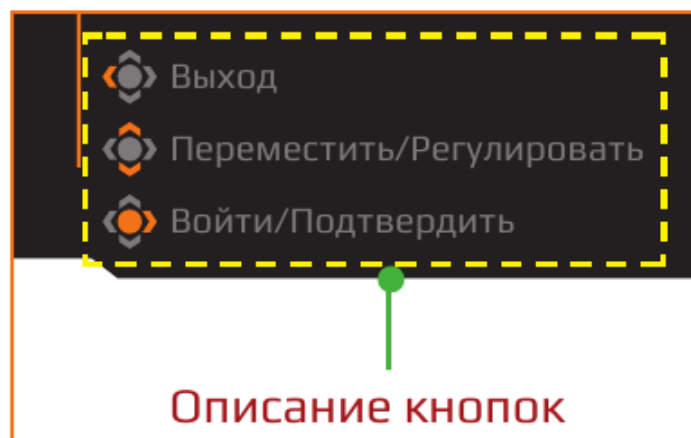 Выход
Переместить/Регулировать
Войти/Подтвердить
Описание кнопок